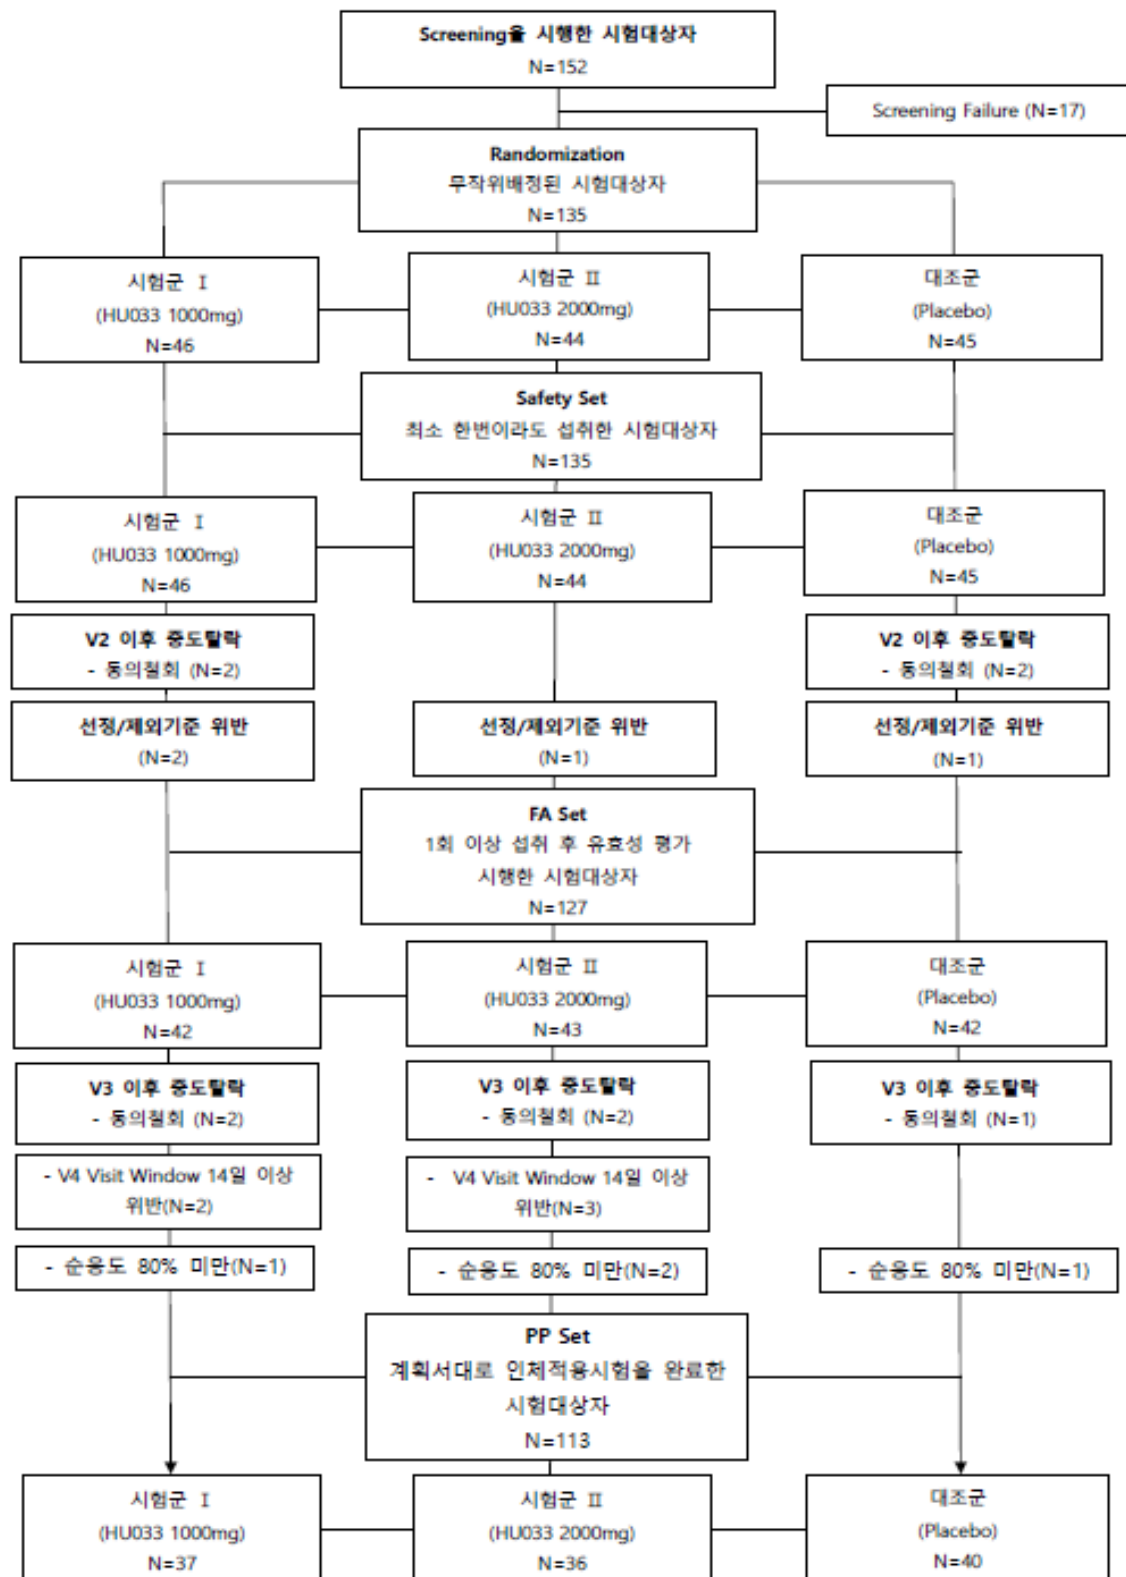 Screening을 시행한 시험대상자
N=152
Screening Failure (N=17)
Randomization
무작위배정된 시험대상자
N=135
시험군 Ⅰ
(HU033 1000mg)
N=46
시험군 Ⅱ
(HU033 2000mg)
N=44
대조군
(Placebo)
N=45
Safety Set
최소 한번이라도 섭취한 시험대상자
N=135
시험군 Ⅰ
(HU033 1000mg)
N=46
시험군 Ⅱ
(HU033 2000mg)
N=44
대조군
(Placebo)
N=45
V2 이후 중도탈락
- 동의철회 (N=2)
V2 이후 중도탈락
- 동의철회 (N=2)
선정/제외기준 위반
(N=2)
선정/제외기준 위반
(N=1)
선정/제외기준 위반
(N=1)
FA Set
1회 이상 섭취 후 유효성 평가
시행한 시험대상자
N=127
시험군 Ⅰ
(HU033 1000mg)
N=42
시험군 Ⅱ
(HU033 2000mg)
N=43
대조군
(Placebo)
N=42
V3 이후 중도탈락
- 동의철회 (N=2)
V3 이후 중도탈락
- 동의철회 (N=2)
V3 이후 중도탈락
- 동의철회 (N=1)
- V4 Visit Window 14일 이상
위반(N=2)
- V4 Visit Window 14일 이상
위반(N=3)
- 순응도 80% 미만(N=1)
- 순응도 80% 미만(N=2)
- 순응도 80% 미만(N=1)
PP Set
계획서대로 인체적용시험을 완료한
시험대상자
N=113
시험군 Ⅰ
(HU033 1000mg)
N=37
시험군 Ⅱ
(HU033 2000mg)
N=36
대조군
(Placebo)
N=40